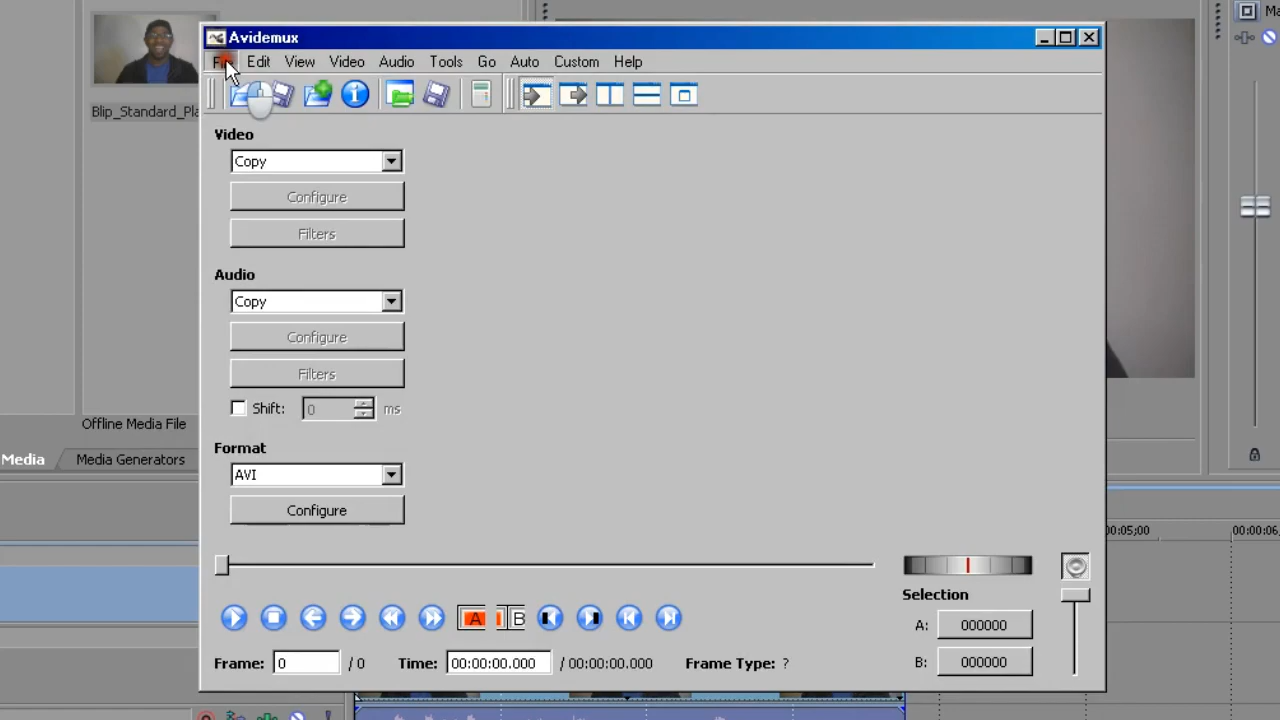 Ma
Avidemux
Edit View Video Audio Tools Go Auto Custom Help
Blip_Standard_Pla
Video
Copy
Configure
Filters
Audio
Copy
Configure
Filters
Shift: 0 ms
Offline Media File
Format
Media Media Generators
AVI
Configure
00:05;00 00:00:06
Selection
A: 000000
A B
B: 000000
Frame: 0 / 0 Time: 00:00:00.000 / 00:00:00.000 Frame Type: ?